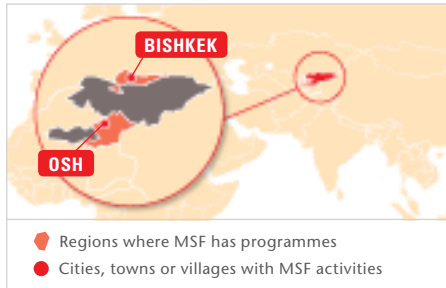 BISHKEK
OSH
Regions where MSF has programmes
Cities, towns or villages with MSF activities